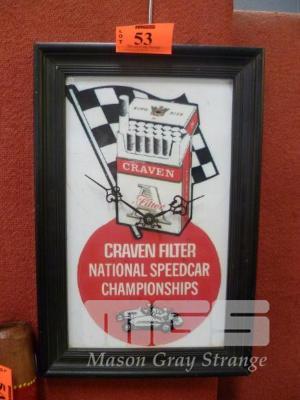 LOT
53
KING SIZE
CRAVEN
A
Filter
CRAVEN FILTER
NATIONAL SPEEDCAR
CHAMPIONSHIPS
MGS
Mason Gray Strange